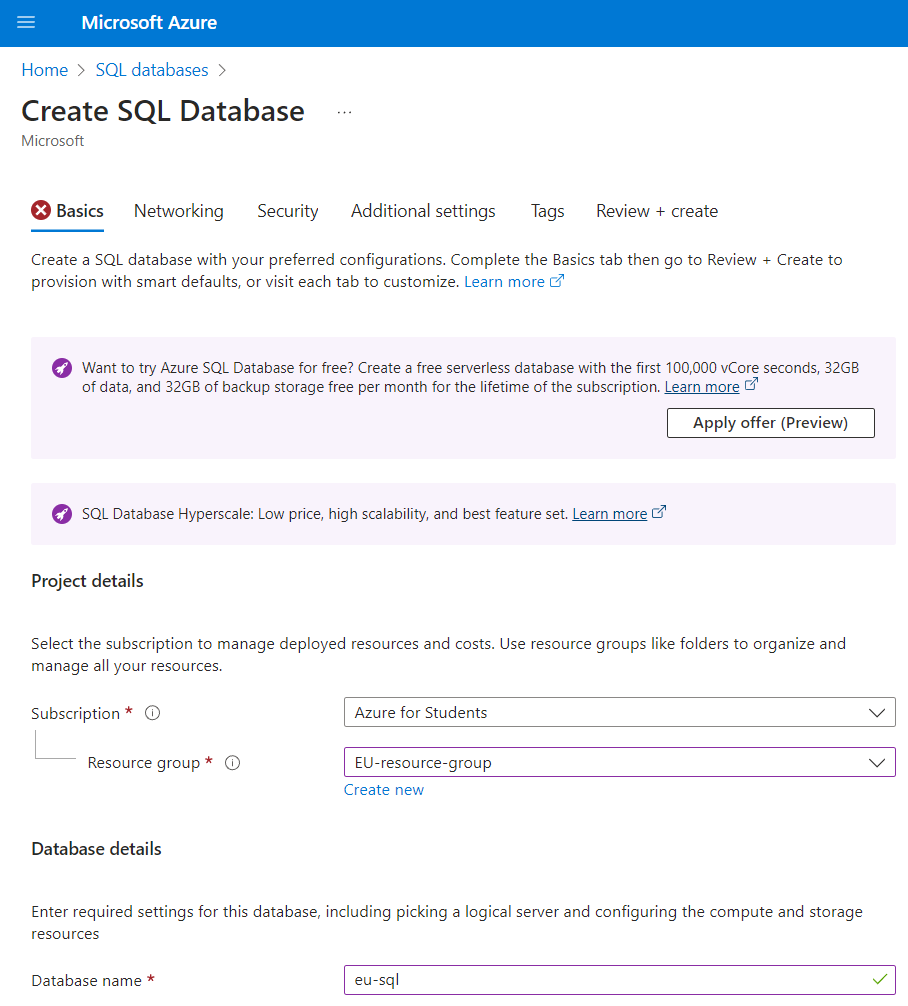 Microsoft Azure
Home > SQL databases >
Create SQL Database ...
Microsoft
Basics Networking Security Additional settings Tags Review + create
Create a SQL database with your preferred configurations. Complete the Basics tab then go to Review + Create to
provision with smart defaults, or visit each tab to customize. Learn more
Want to try Azure SQL Database for free? Create a free serverless database with the first 100,000 vCore seconds, 32GB
of data, and 32GB of backup storage free per month for the lifetime of the subscription. Learn more
Apply offer (Preview)
SQL Database Hyperscale: Low price, high scalability, and best feature set. Learn more
Project details
Select the subscription to manage deployed resources and costs. Use resource groups like folders to organize and
manage all your resources.
Subscription * Azure for Students
Resource group * EU-resource-group
Create new
Database details
Enter required settings for this database, including picking a logical server and configuring the compute and storage
resources
Database name * eu-sql